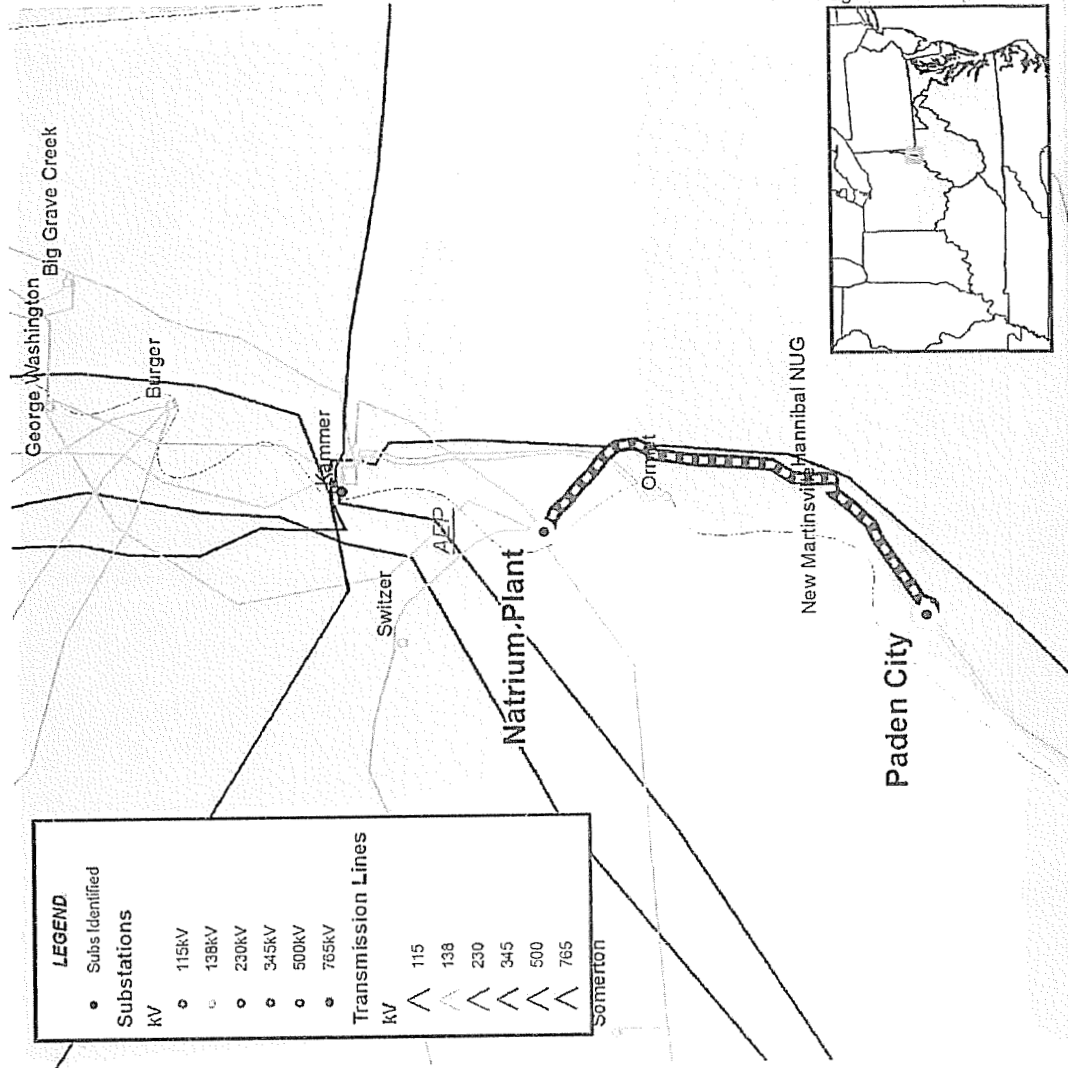 LEGEND
Subs Identified
Substations
kV
115kV
138kV
230kV
345kV
500kV
765kV
Transmission Lines
kV
115
138
230
345
500
765
Somerton
George Washington
Big Grave Creek
Burger
Kammer
AEP
Switzer
Natrium Plant
New Martinsville Hannibal NUG
Paden City